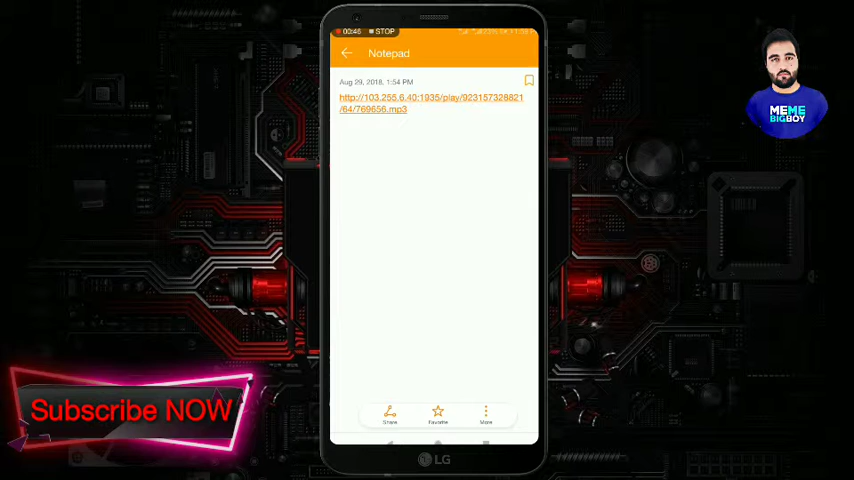 00:46 STOP
Notepad
Aug 29, 2018, 1:54 PM
http://103.255.6.40:1935/play/923157328821
/64/769656.mp3
Share
Favorite
More
LG
MEME
BIGBOY
Subscribe NOW